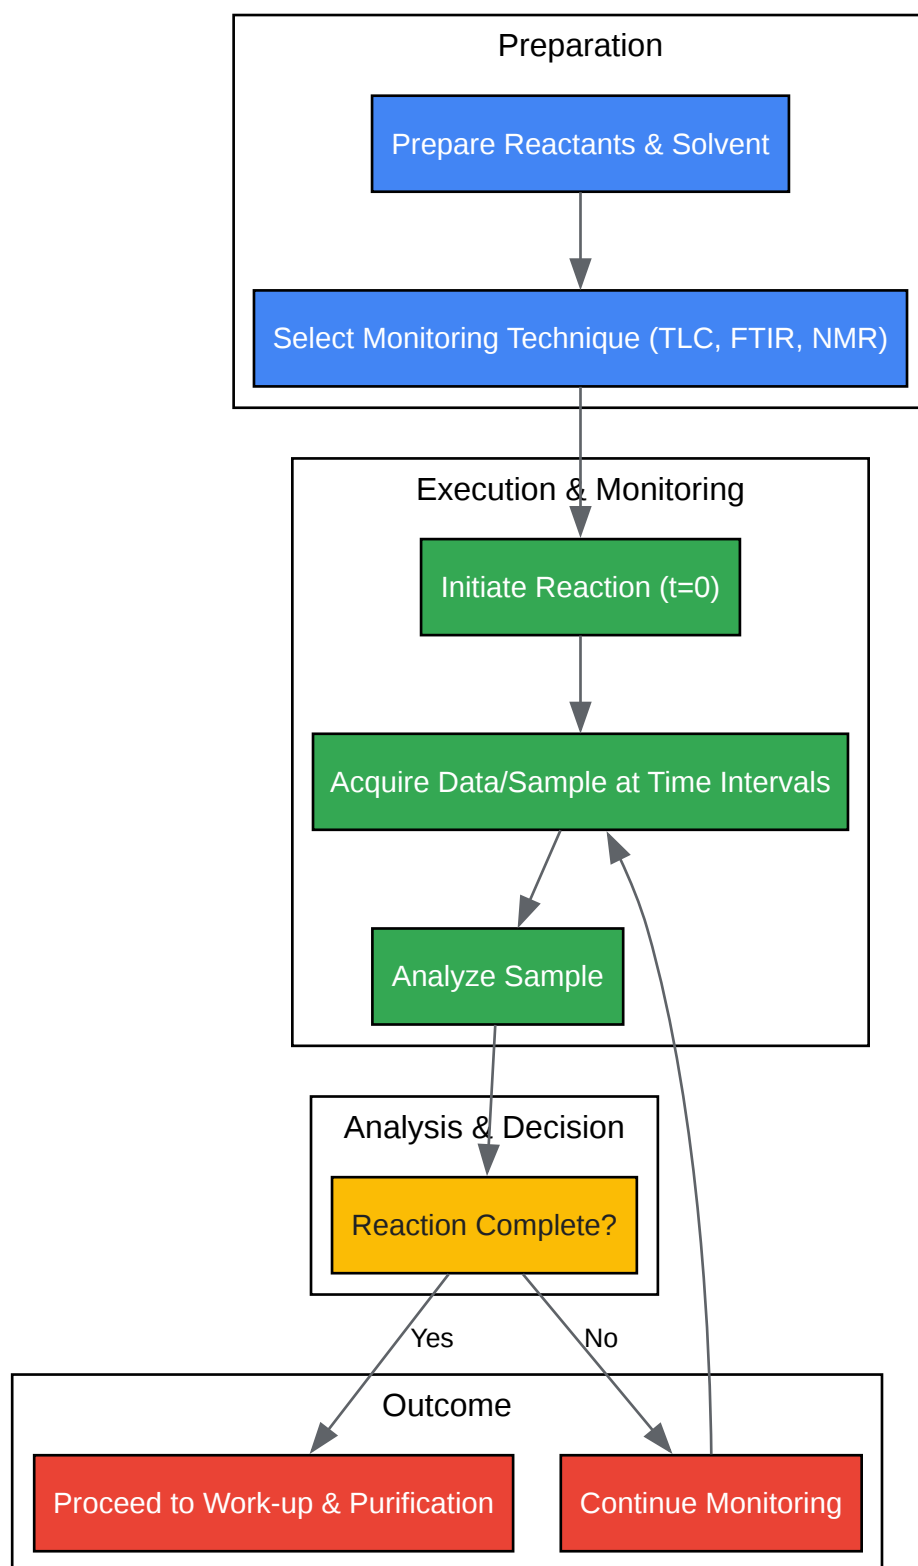 Preparation
Prepare Reactants & Solvent
Select Monitoring Technique (TLC, FTIR, NMR)
Execution & Monitoring
Initiate Reaction (t=0)
Acquire Data/Sample at Time Intervals
Analyze Sample
Analysis & Decision
Reaction Complete?
Yes
No
Outcome
Proceed to Work-up & Purification
Continue Monitoring